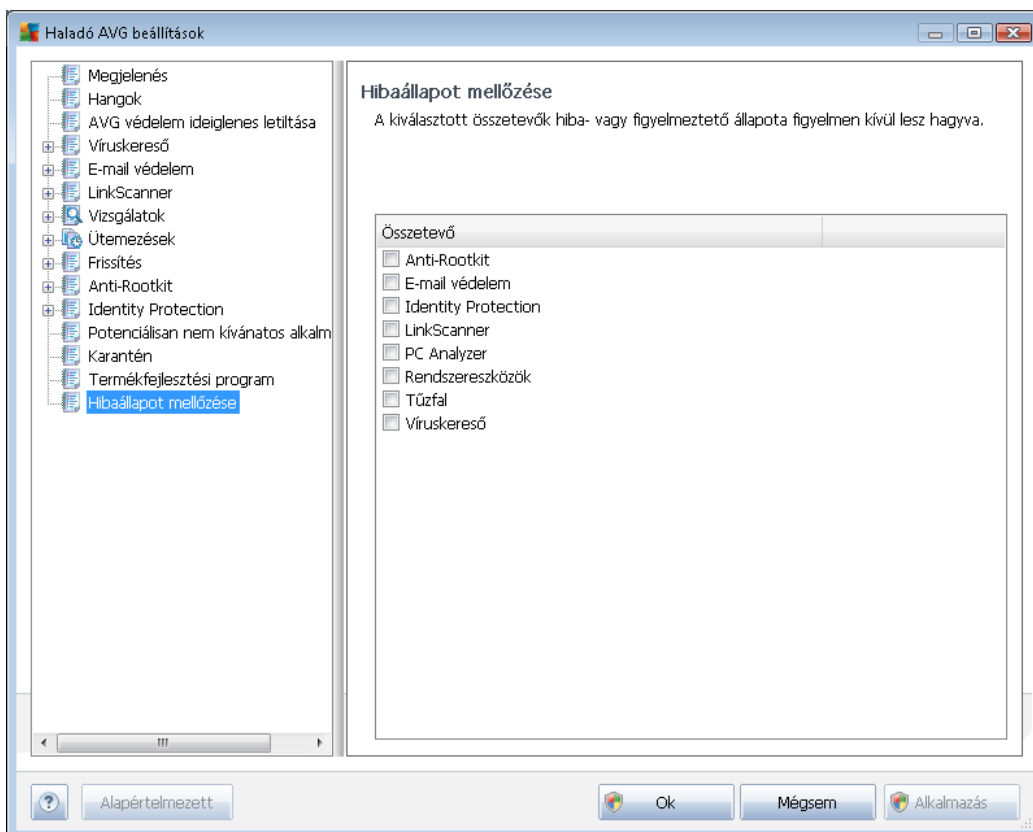 Haladó AVG beállítások
Megjelenés
Hangok
AVG védelem ideiglenes letiltása
Víruskereső
E-mail védelem
LinkScanner
Vizsgálatok
Ütemezések
Frissítés
Anti-Rootkit
Identity Protection
Potenciálisan nem kívánatos alkalm
Karantén
Termékfejlesztési program
Hibaállapot mellőzése
Hibaállapot mellőzése
A kiválasztott összetevők hiba- vagy figyelmeztető állapota figyelmen kívül lesz hagyva.
Összetevő
Anti-Rootkit
E-mail védelem
Identity Protection
LinkScanner
PC Analyzer
Rendszereszközök
Tűzfal
Víruskereső
? Alapértelmezett Ok Mégsem Alkalmazás